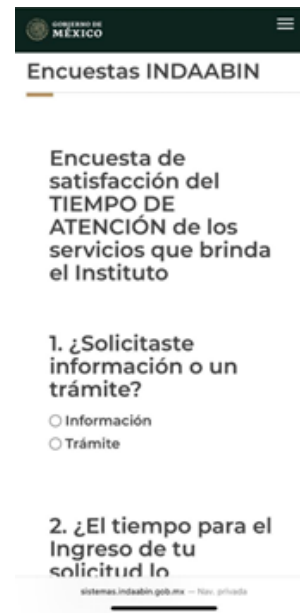 GOBIERNO DE
MÉXICO
Encuestas INDAABIN
Encuesta de
satisfacción del
TIEMPO DE
ATENCIÓN de los
servicios que brinda
el Instituto
1. ¿Solicitaste
información o un
trámite?
Información
Trámite
2. ¿El tiempo para el
Ingreso de tu
solicitud lo
sistemas.indaabin.gob.mx — Nav. privada